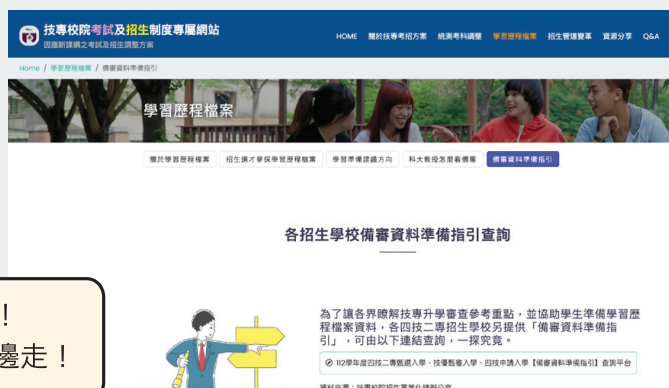 技專校院考試及招生制度專屬網站
因應新課綱之考試及招生調整方案
HOME 關於技專考招方案 統測考科調整 學習歷程檔案 招生管道變革 資源分享 Q&A
Home / 學習歷程檔案 / 備審資料準備指引
學習歷程檔案
關於學習歷程檔案 招生選才參採學習歷程檔案 學習準備建議方向 科大教授怎麼看備審 備審資料準備指引
各招生學校備審資料準備指引查詢
！
邊走！
為了讓各界瞭解技專升學審查參考重點，並協助學生準備學習歷
程檔案資料，各四技二專招生學校另提供「備審資料準備指
引」，可由以下連結查詢，一探究竟。
112學年度四技二專甄選入學、技優甄審入學、四技申請入學【備審資料準備指引】查詢平台